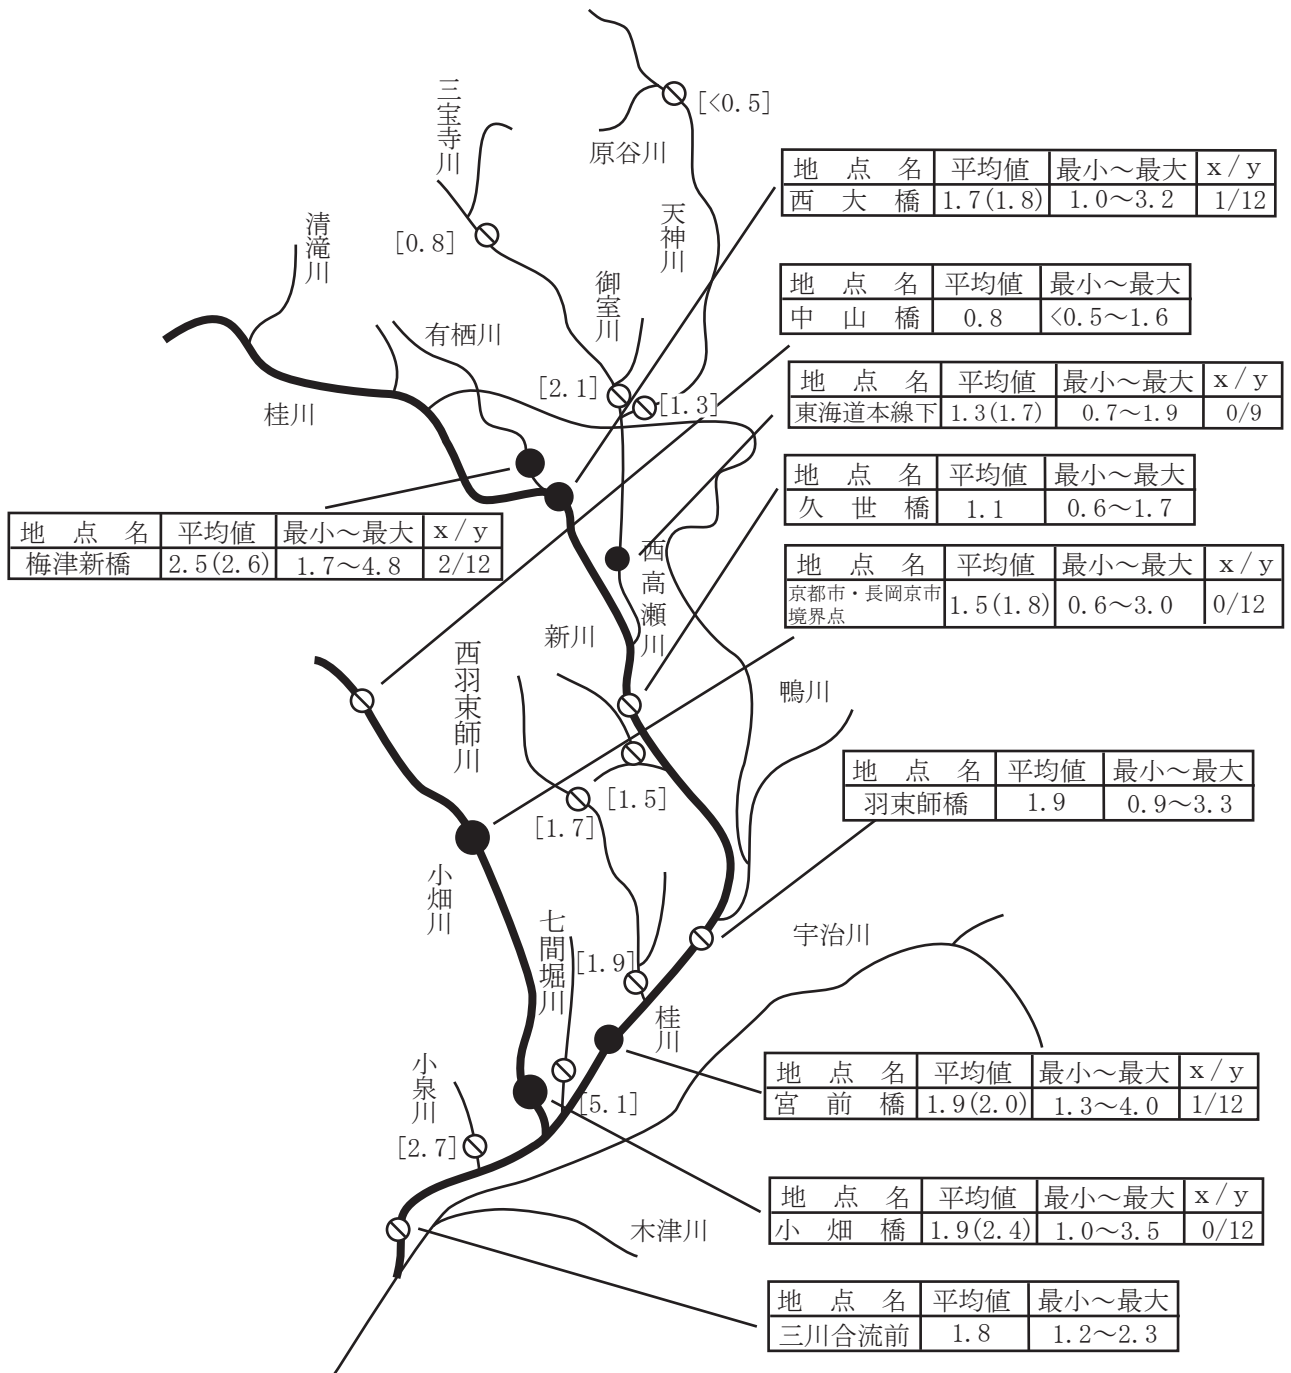 [<0.5]
三宝寺川
原谷川
地点名 平均値 最小～最大 x/y
西大橋 1.7(1.8) 1.0～3.2 1/12
天神川
清滝川
[0.8]
御室川
地点名 平均値 最小～最大
中山橋 0.8 <0.5～1.6
有栖川
地点名 平均値 最小～最大 x/y
東海道本線下 1.3(1.7) 0.7～1.9 0/9
[2.1]
[1.3]
桂川
地点名 平均値 最小～最大
久世橋 1.1 0.6～1.7
地点名 平均値 最小～最大 x/y
梅津新橋 2.5(2.6) 1.7～4.8 2/12
西高瀬川
地点名 平均値 最小～最大 x/y
京都市・長岡京市
境界点 1.5(1.8) 0.6～3.0 0/12
新川
西羽束師川
鴨川
地点名 平均値 最小～最大
羽束師橋 1.9 0.9～3.3
[1.5]
[1.7]
小畑川
七間堀川
宇治川
[1.9]
桂川
小泉川
地点名 平均値 最小～最大 x/y
宮前橋 1.9(2.0) 1.3～4.0 1/12
[5.1]
[2.7]
地点名 平均値 最小～最大 x/y
小畑橋 1.9(2.4) 1.0～3.5 0/12
木津川
地点名 平均値 最小～最大
三川合流前 1.8 1.2～2.3